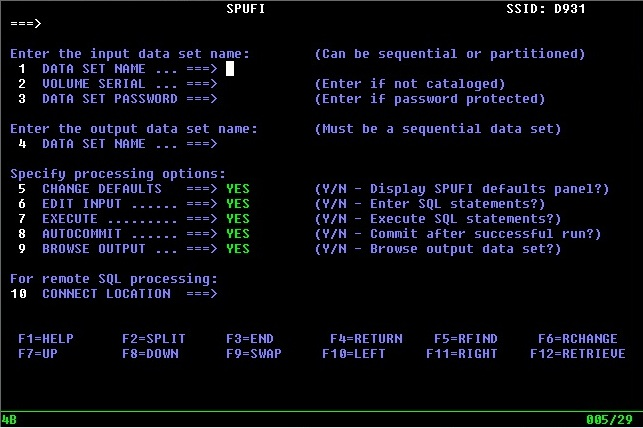 SPUFI SSID: D931
===>
Enter the input data set name: (Can be sequential or partitioned)
1 DATA SET NAME ... ===>
2 VOLUME SERIAL ... ===> (Enter if not cataloged)
3 DATA SET PASSWORD ===> (Enter if password protected)
Enter the output data set name: (Must be a sequential data set)
4 DATA SET NAME ... ===>
Specify processing options:
5 CHANGE DEFAULTS ===> YES (Y/N - Display SPUFI defaults panel?)
6 EDIT INPUT ...... ===> YES (Y/N - Enter SQL statements?)
7 EXECUTE ......... ===> YES (Y/N - Execute SQL statements?)
8 AUTOCOMMIT ...... ===> YES (Y/N - Commit after successful run?)
9 BROWSE OUTPUT ... ===> YES (Y/N - Browse output data set?)
For remote SQL processing:
10 CONNECT LOCATION ===>
F1=HELP F2=SPLIT F3=END F4=RETURN F5=RFIND F6=RCHANGE
F7=UP F8=DOWN F9=SWAP F10=LEFT F11=RIGHT F12=RETRIEVE
4B 005/29